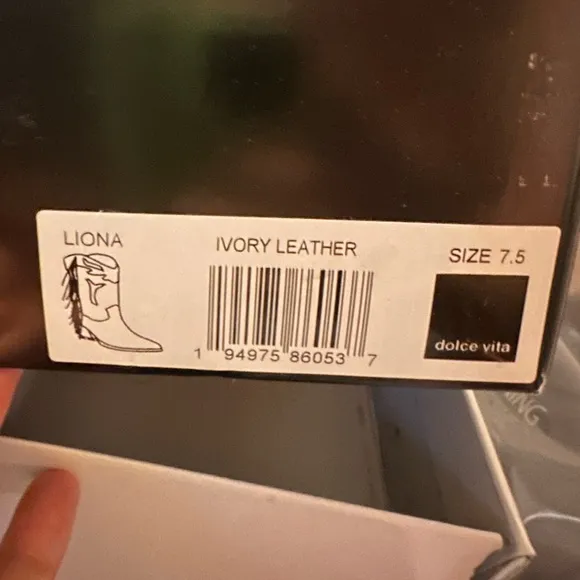 LIONA
IVORY LEATHER
SIZE 7.5
1 94975 86053 7
dolce vita